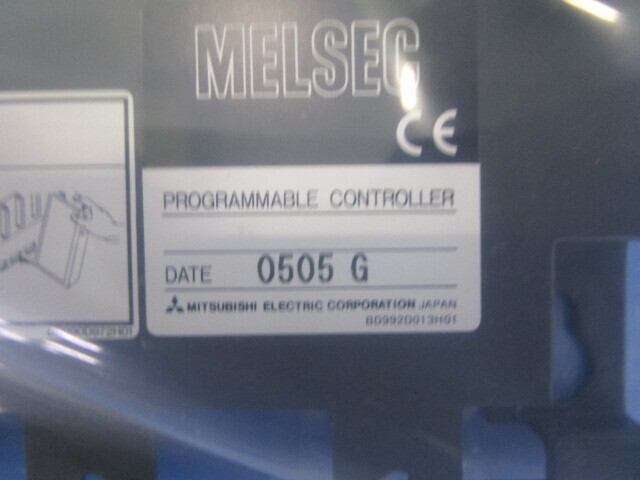 MELSEC
CE
PROGRAMMABLE CONTROLLER
DATE 0505 G
MITSUBISHI ELECTRIC CORPORATION JAPAN
BD992D013H01